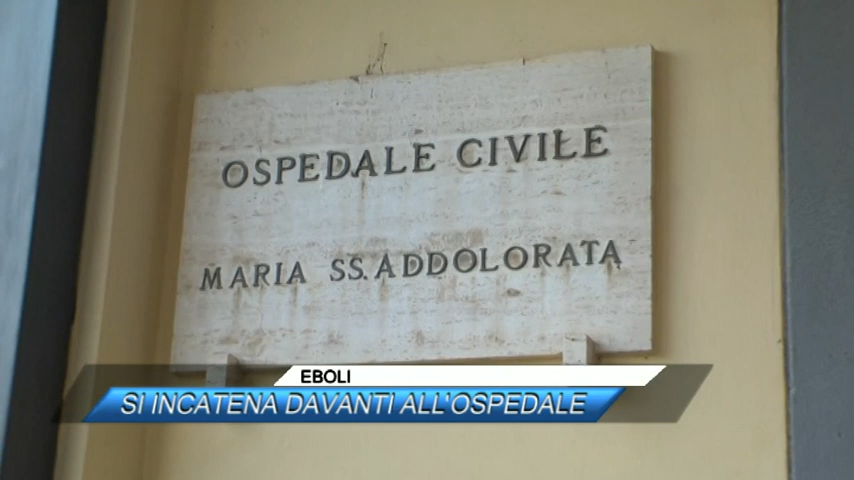 OSPEDALE CIVILE
MARIA SS. ADDOLORATA
EBOLI
SI INCATENA DAVANTI ALL'OSPEDALE